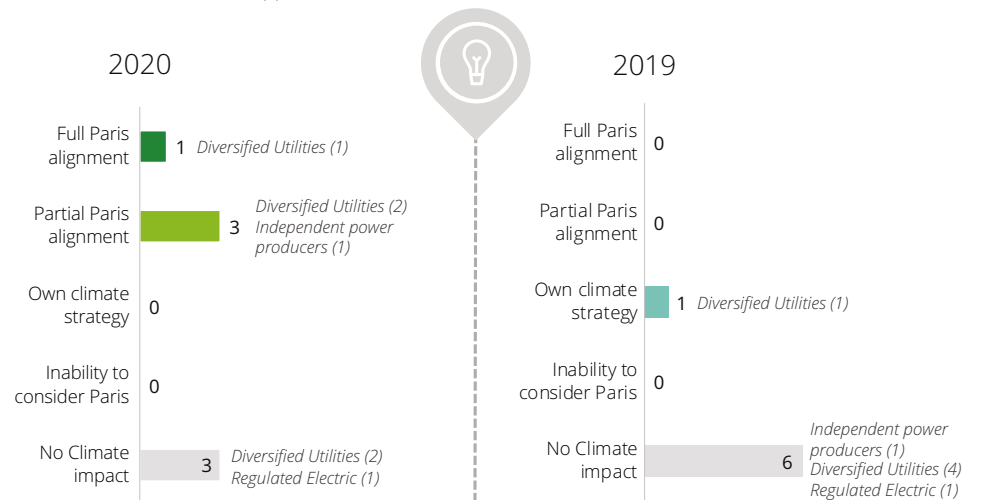 2020
Full Paris
alignment
1
Diversified Utilities (1)
Partial Paris
alignment
3
Diversified Utilities (2)
Independent power
producers (1)
Own climate
strategy
0
Inability to
consider Paris
0
No Climate
impact
3
Diversified Utilities (2)
Regulated Electric (1)
2019
Full Paris
alignment
0
Partial Paris
alignment
0
Own climate
strategy
1
Diversified Utilities (1)
Inability to
consider Paris
0
No Climate
impact
6
Independent power
producers (1)
Diversified Utilities (4)
Regulated Electric (1)